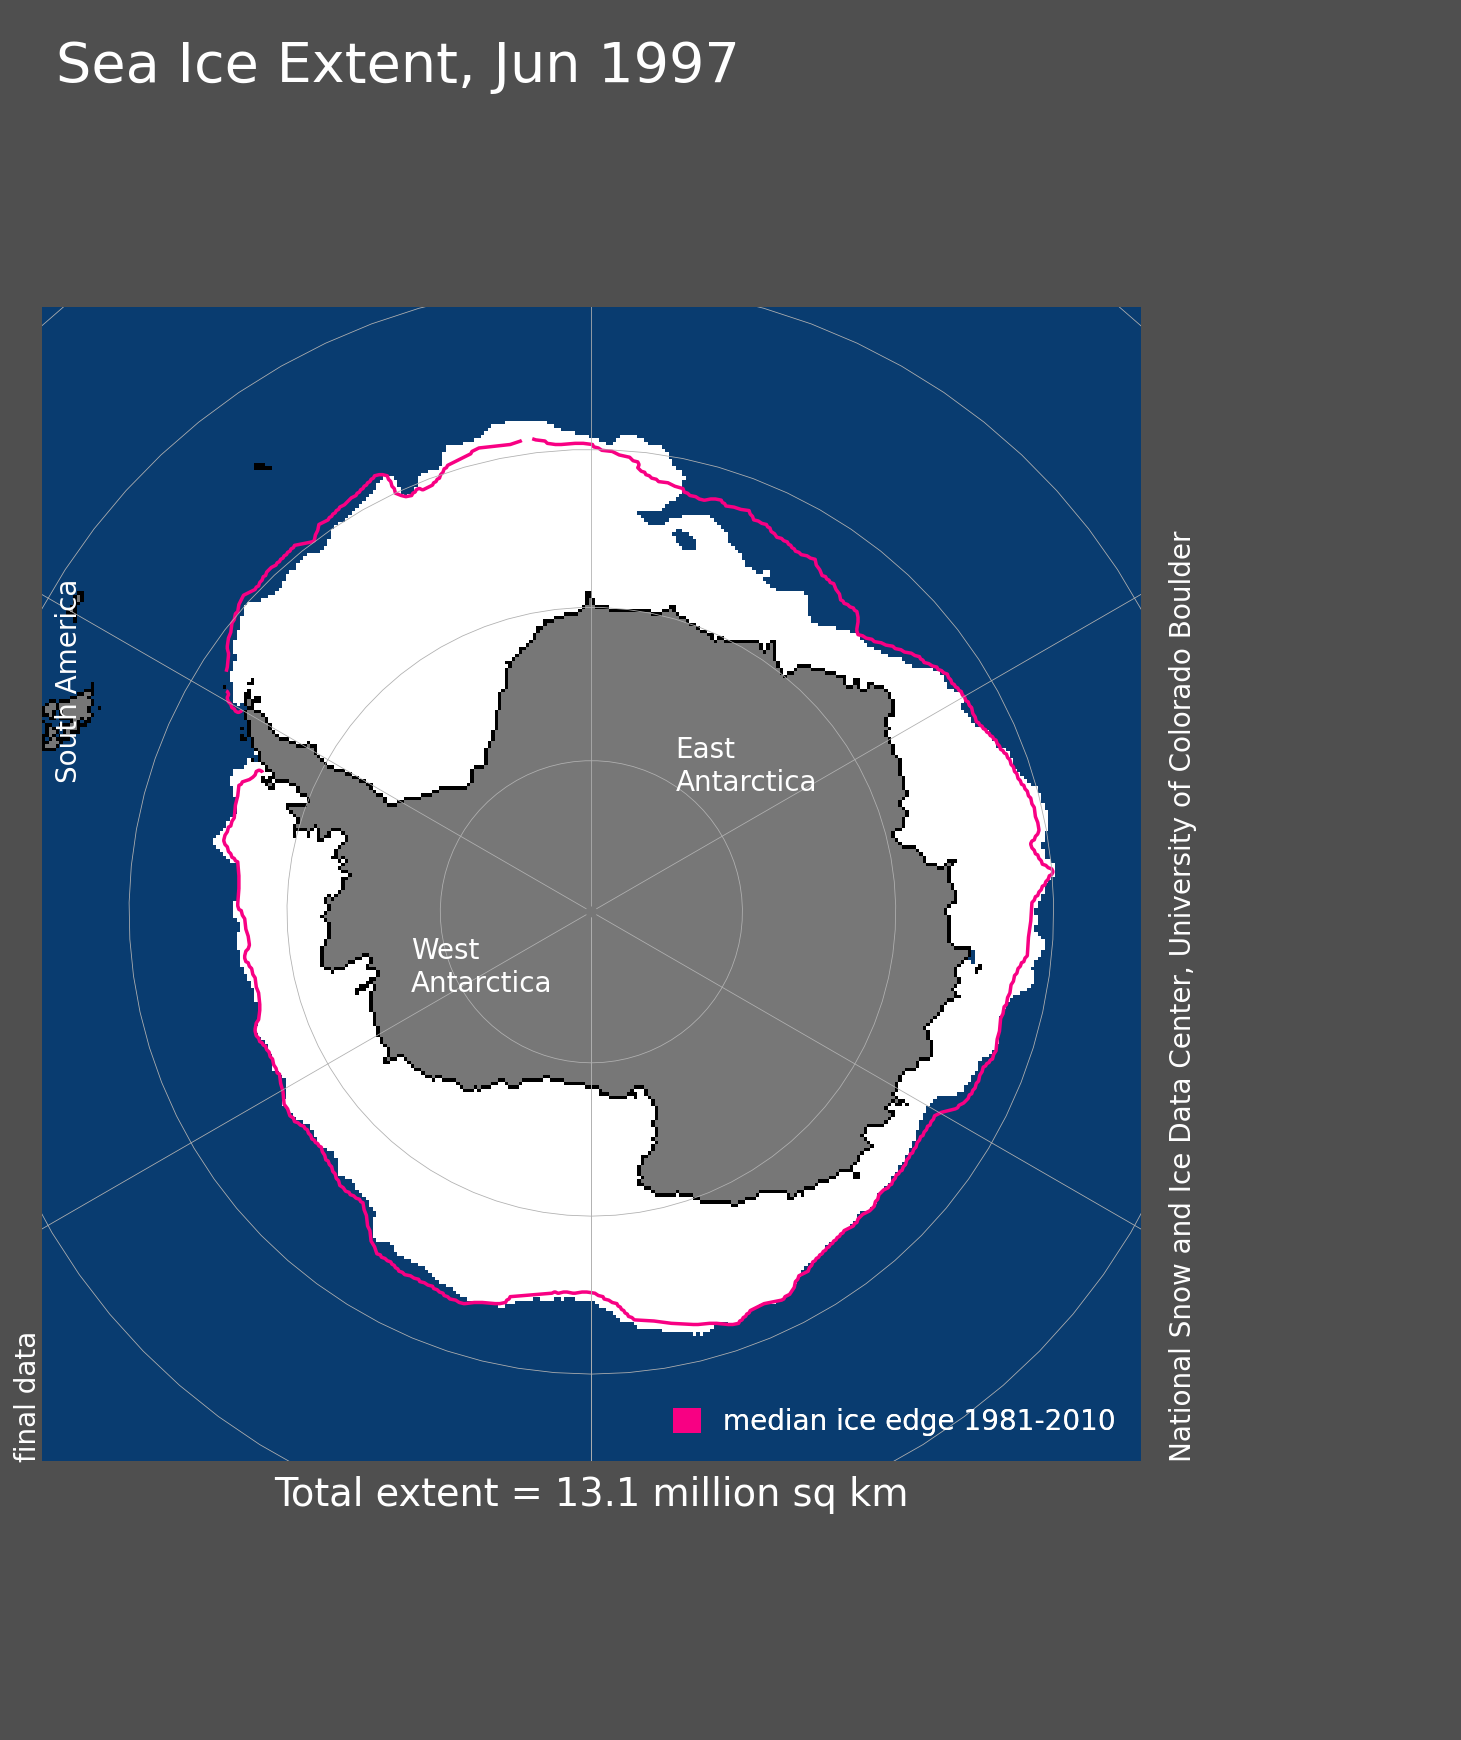 Sea Ice Extent, Jun 1997
South America
East
Antarctica
West
Antarctica
median ice edge 1981-2010
final data
National Snow and Ice Data Center, University of Colorado Boulder
Total extent = 13.1 million sq km